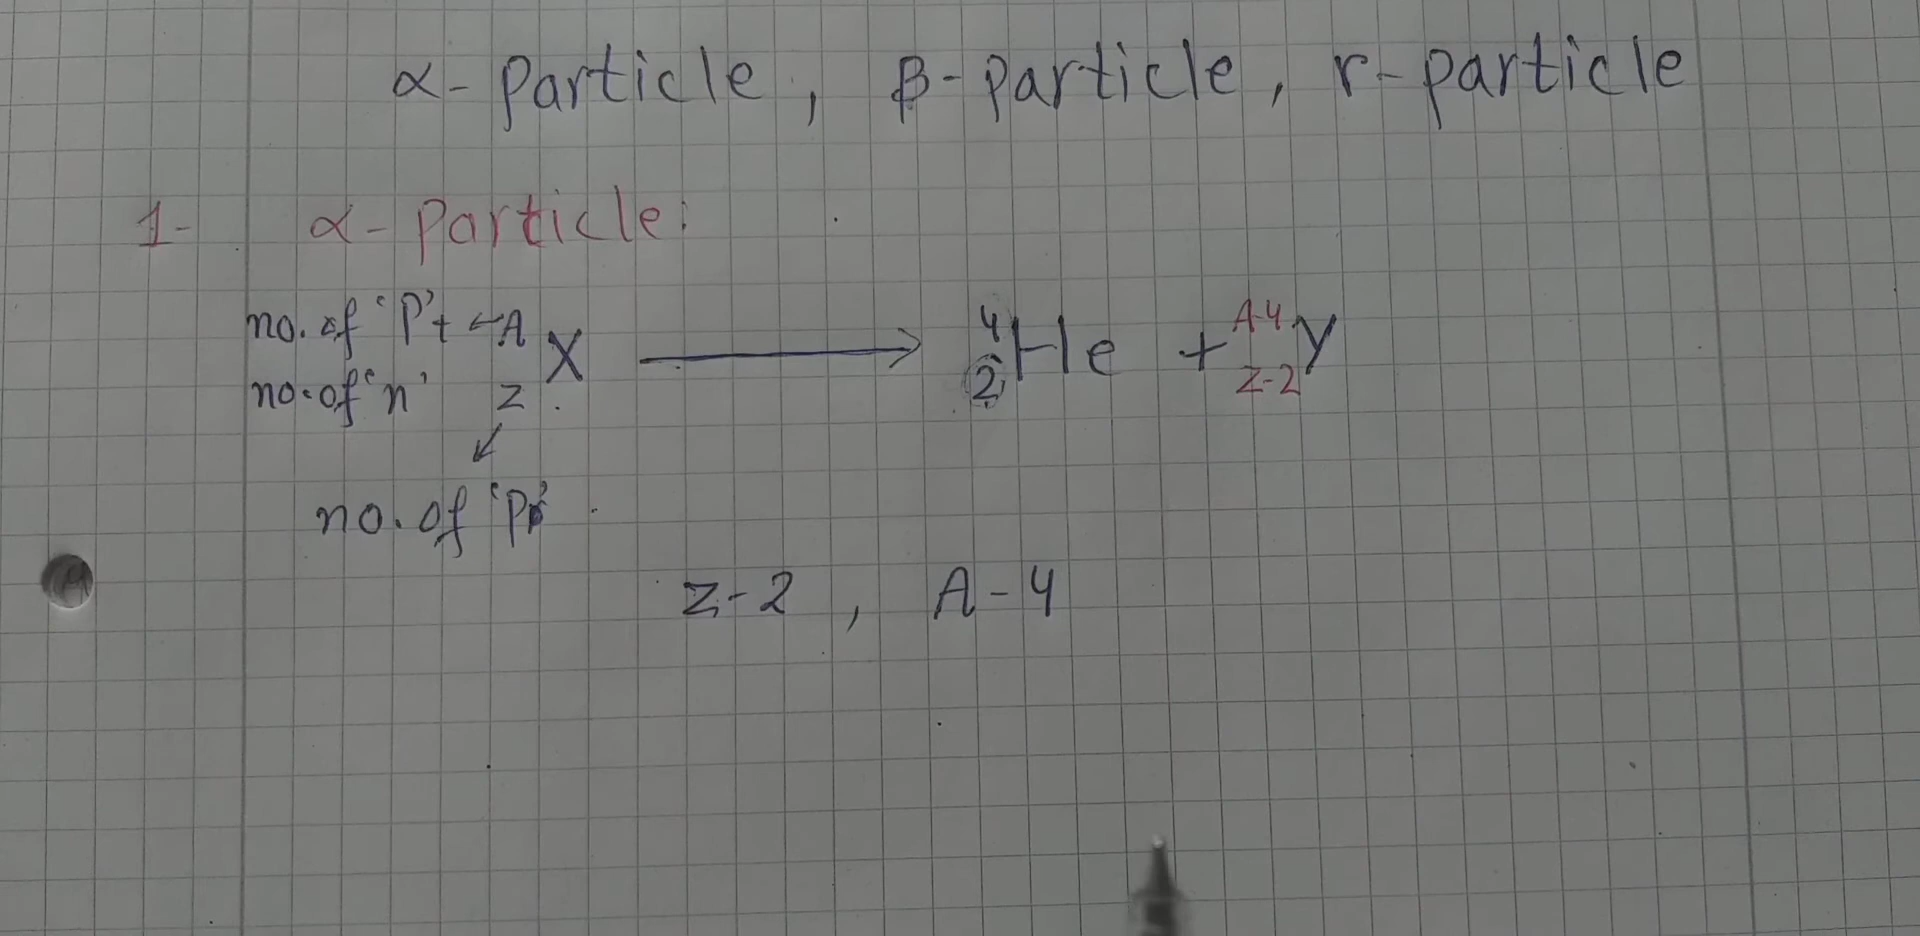 α-Particle, β-particle, r-particle
1- α-Particle:
no. of 'P' + ←A X ⟶ 4 2 He + A-4 Z-2 Y
no. of 'n' Z
↙
no. of 'P'
Z-2 , A-4